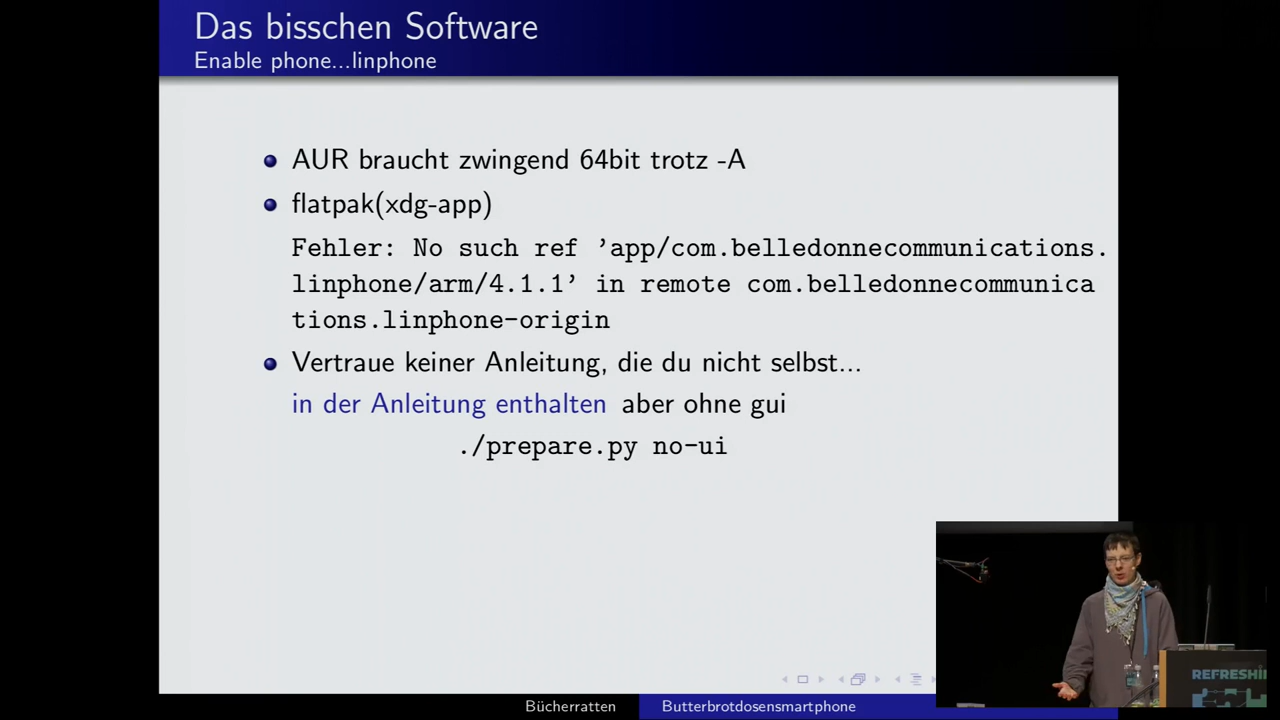 Das bisschen Software
Enable phone...linphone
AUR braucht zwingend 64bit trotz -A
flatpak(xdg-app)
Fehler: No such ref 'app/com.belledonnecommunications.
linphone/arm/4.1.1' in remote com.belledonnecommunica
tions.linphone-origin
Vertraue keiner Anleitung, die du nicht selbst...
in der Anleitung enthalten aber ohne gui
./prepare.py no-ui
Bücherratten
Butterbrotdosensmartphone